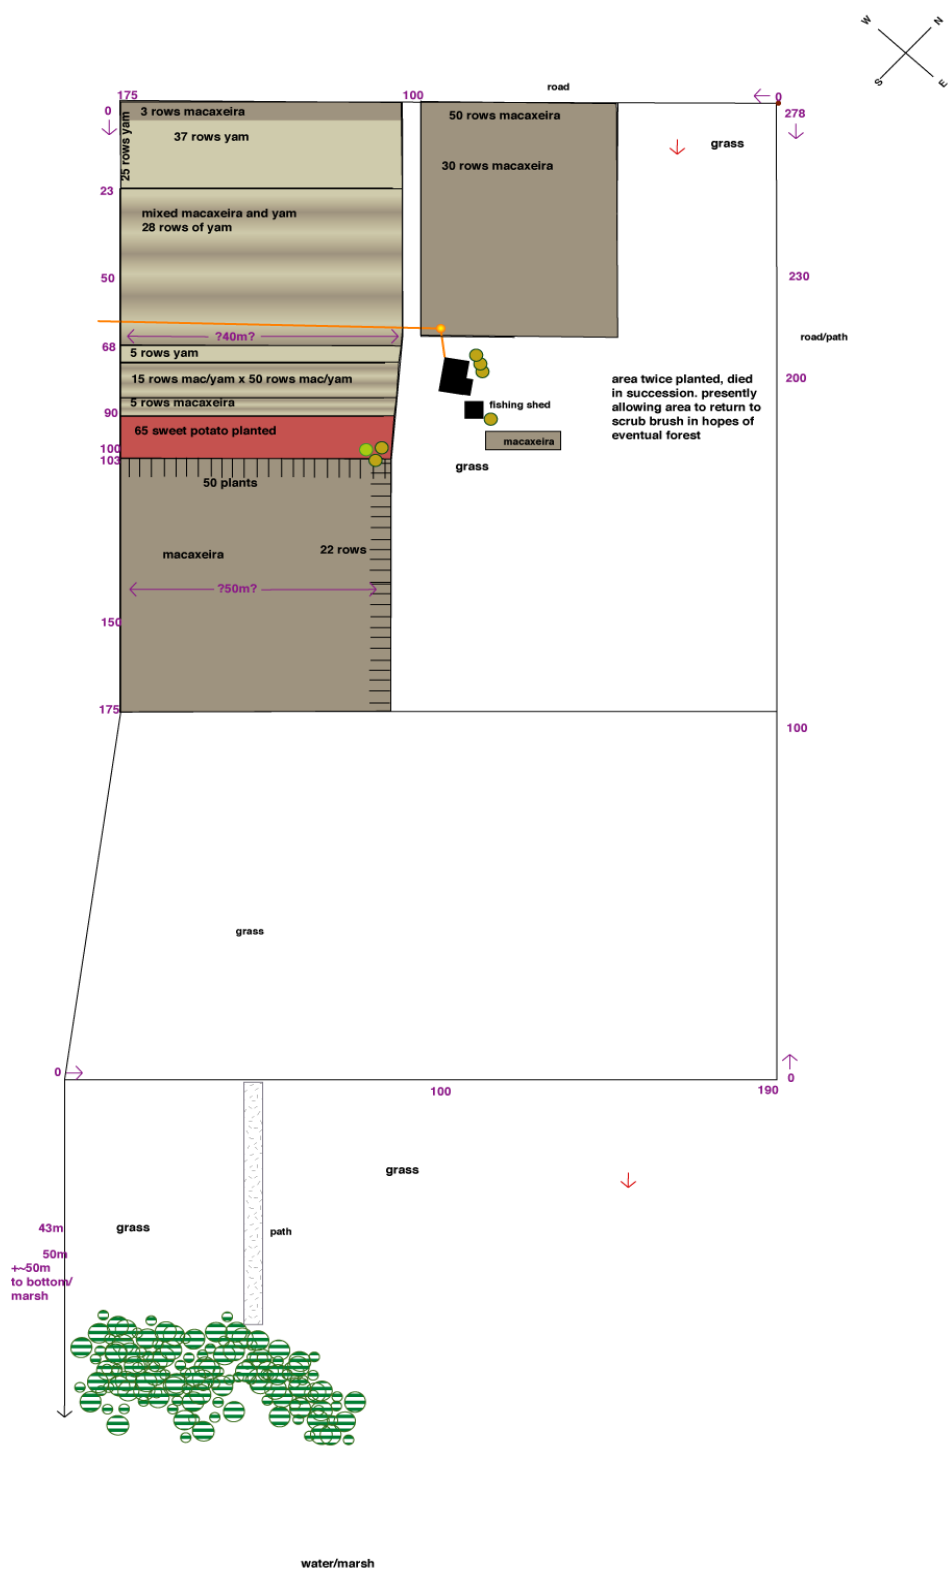 W
N
S
E
road
175
100
0
0
3 rows macaxeira
50 rows macaxeira
278
25 rows yam
37 rows yam
grass
30 rows macaxeira
23
mixed macaxeira and yam
28 rows of yam
50
230
?40m?
road/path
68
5 rows yam
15 rows mac/yam x 50 rows mac/yam
200
area twice planted, died
in succession. presently
allowing area to return to
scrub brush in hopes of
eventual forest
5 rows macaxeira
fishing shed
90
65 sweet potato planted
macaxeira
100
103
grass
50 plants
22 rows
macaxeira
?50m?
150
175
100
grass
0
0
100
190
grass
43m
grass
path
50m
+~50m
to bottom/
marsh
water/marsh